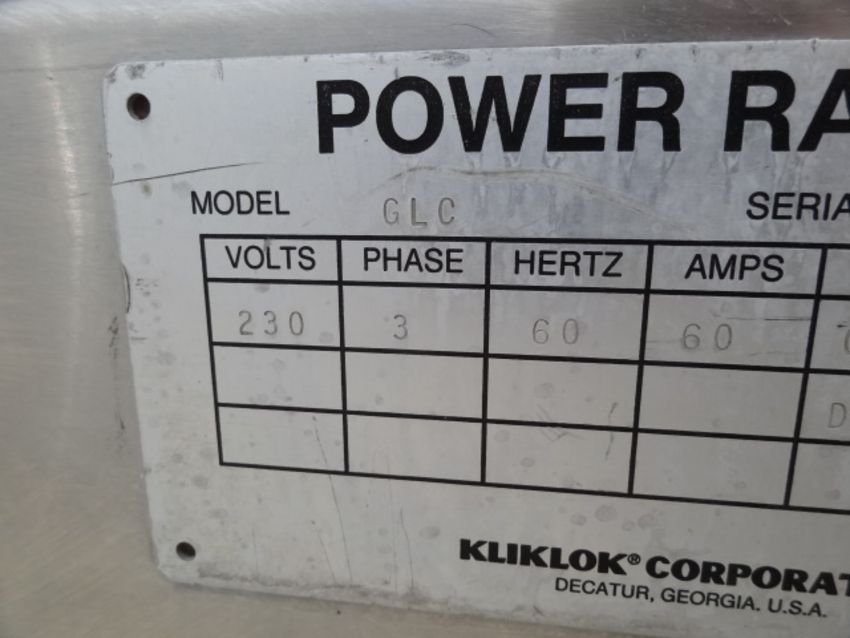 POWER RA
MODEL GLC SERIA
VOLTS PHASE HERTZ AMPS
230 3 60 60
D
KLIKLOK® CORPORAT
DECATUR, GEORGIA. U.S.A.